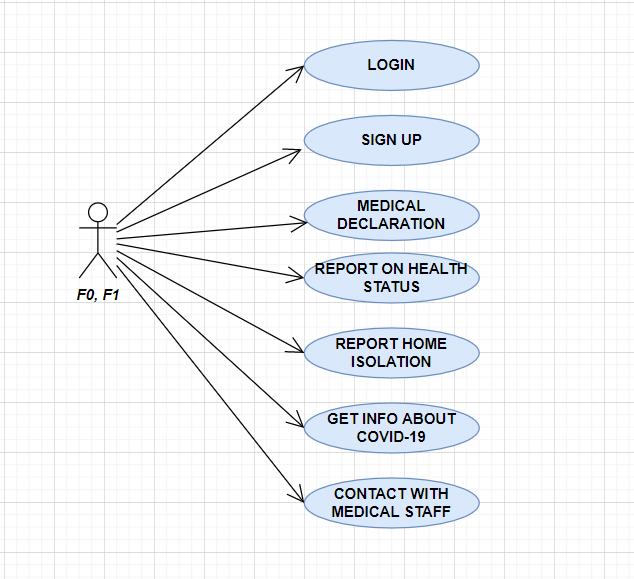 LOGIN
SIGN UP
MEDICAL
DECLARATION
REPORT ON HEALTH
STATUS
F0, F1
REPORT HOME
ISOLATION
GET INFO ABOUT
COVID-19
CONTACT WITH
MEDICAL STAFF